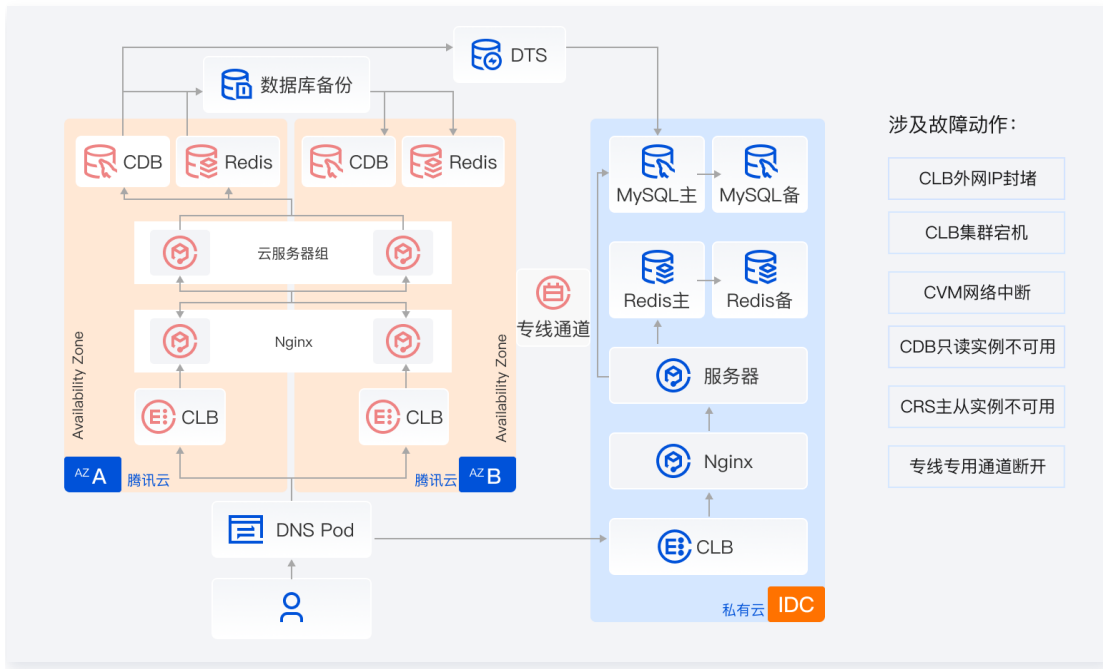 DTS
数据库备份
CDB
Redis
CDB
Redis
云服务器组
Nginx
Availability Zone
Availability Zone
CLB
CLB
AZ A
腾讯云
腾讯云
AZ B
DNS Pod
专线通道
MySQL主
MySQL备
Redis主
Redis备
服务器
Nginx
CLB
私有云
IDC
涉及故障动作：
CLB外网IP封堵
CLB集群宕机
CVM网络中断
CDB只读实例不可用
CRS主从实例不可用
专线专用通道断开